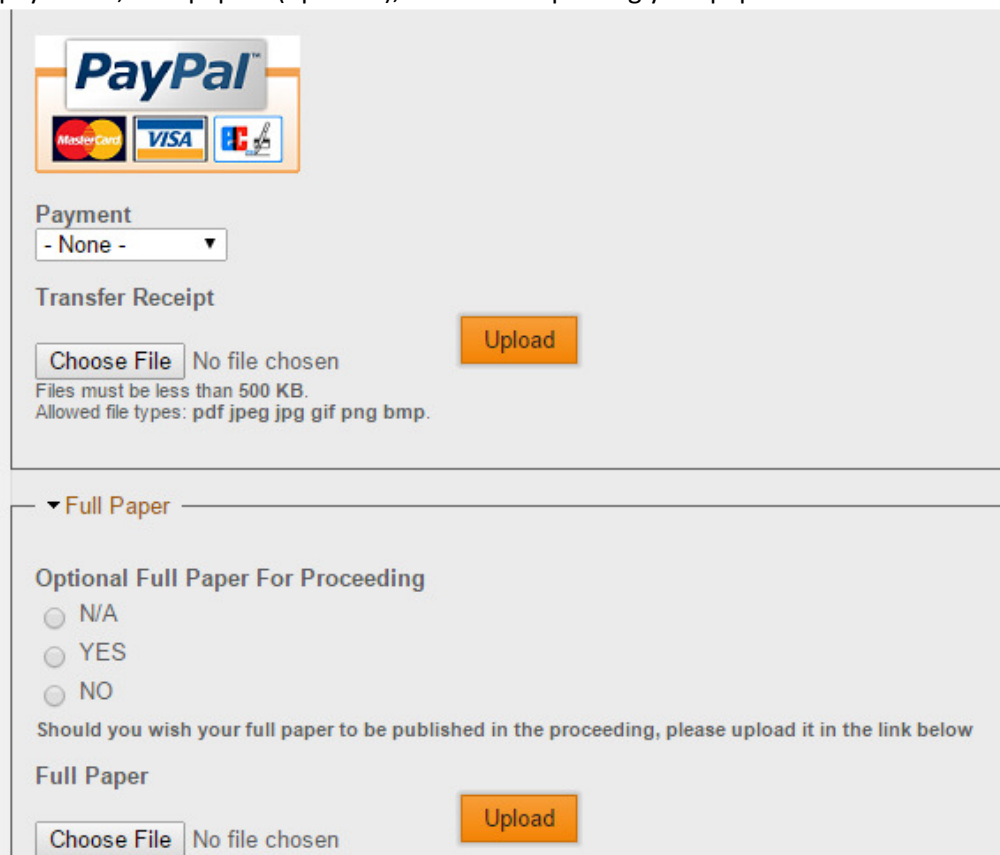 PayPal™
MasterCard VISA EC
Payment
- None -
Transfer Receipt
Upload
Choose File No file chosen
Files must be less than 500 KB.
Allowed file types: pdf jpeg jpg gif png bmp.
Full Paper
Optional Full Paper For Proceeding
N/A
YES
NO
Should you wish your full paper to be published in the proceeding, please upload it in the link below
Full Paper
Upload
Choose File No file chosen